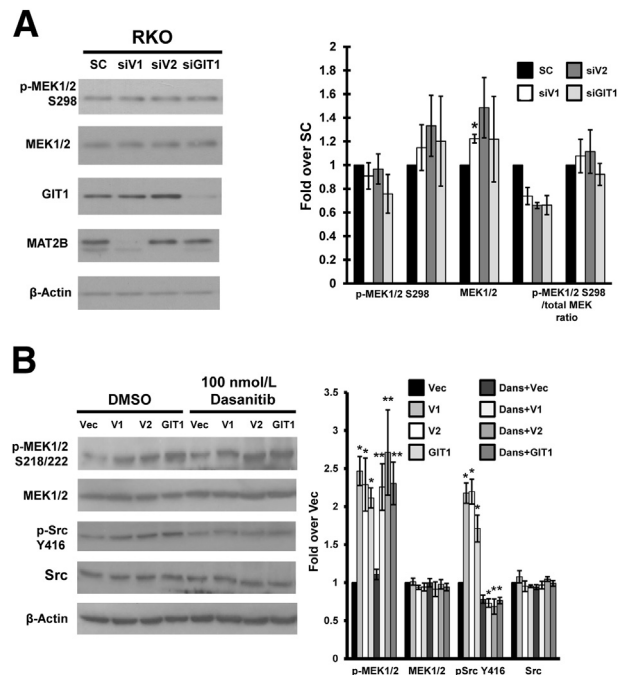 A
RKO
SC siV1 siV2 siGIT1
p-MEK1/2
S298
MEK1/2
GIT1
MAT2B
β-Actin
Fold over SC
2
1.8
1.6
1.4
1.2
1
0.8
0.6
0.4
0.2
0
SC siV2
siV1 siGIT1
*
p-MEK1/2 S298 MEK1/2 p-MEK1/2 S298
/total MEK
ratio
B
DMSO 100 nmol/L
Dasanitib
Vec V1 V2 GIT1 Vec V1 V2 GIT1
p-MEK1/2
S218/222
MEK1/2
p-Src
Y416
Src
β-Actin
Fold over Vec
3.5
3
2.5
2
1.5
1
0.5
0
Vec Dans+Vec
V1 Dans+V1
V2 Dans+V2
GIT1 Dans+GIT1
* * * ** ** ** * * * * **
p-MEK1/2 MEK1/2 pSrc Y416 Src